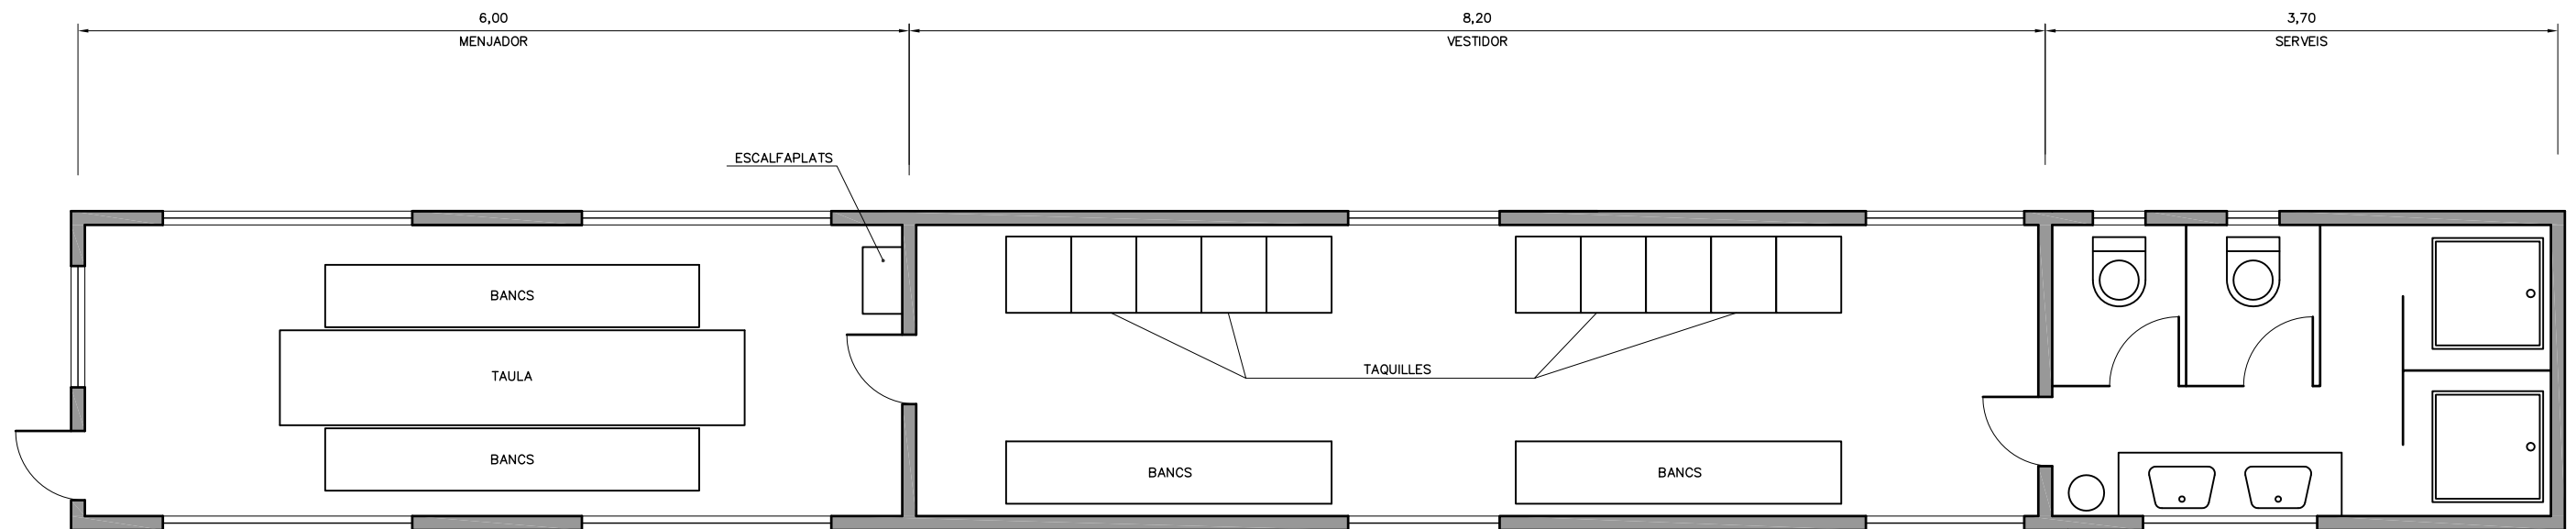 6,00
MENJADOR
8,20
VESTIDOR
3,70
SERVEIS
ESCALFAPLATS
BANCS
TAULA
BANCS
TAQUILLES
BANCS
BANCS